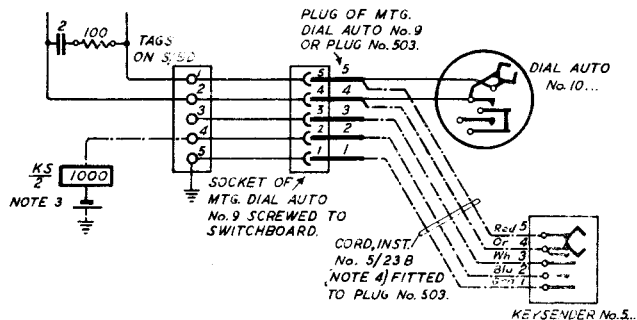 2
100
TAGS
ON S/BD
PLUG OF MTG.
DIAL AUTO No.9
OR PLUG No.503.
DIAL AUTO
No.10...
1
2
3
4
5
5 5
4 4
3 3
2 2
1 1
KS
2
1000
NOTE 3
SOCKET OF
MTG. DIAL AUTO
No.9 SCREWED TO
SWITCHBOARD.
CORD, INST.
No. 5/23 B
(NOTE 4) FITTED
TO PLUG No. 503.
Red 5
Or. 4
Wh 3
Blu 2
1
KEYSENDER No.5...